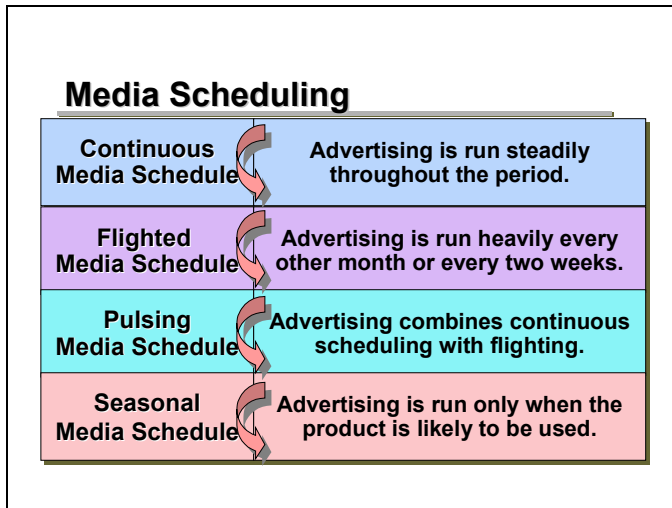 Media Scheduling
Continuous
Media Schedule
Advertising is run steadily
throughout the period.
Flighted
Media Schedule
Advertising is run heavily every
other month or every two weeks.
Pulsing
Media Schedule
Advertising combines continuous
scheduling with flighting.
Seasonal
Media Schedule
Advertising is run only when the
product is likely to be used.